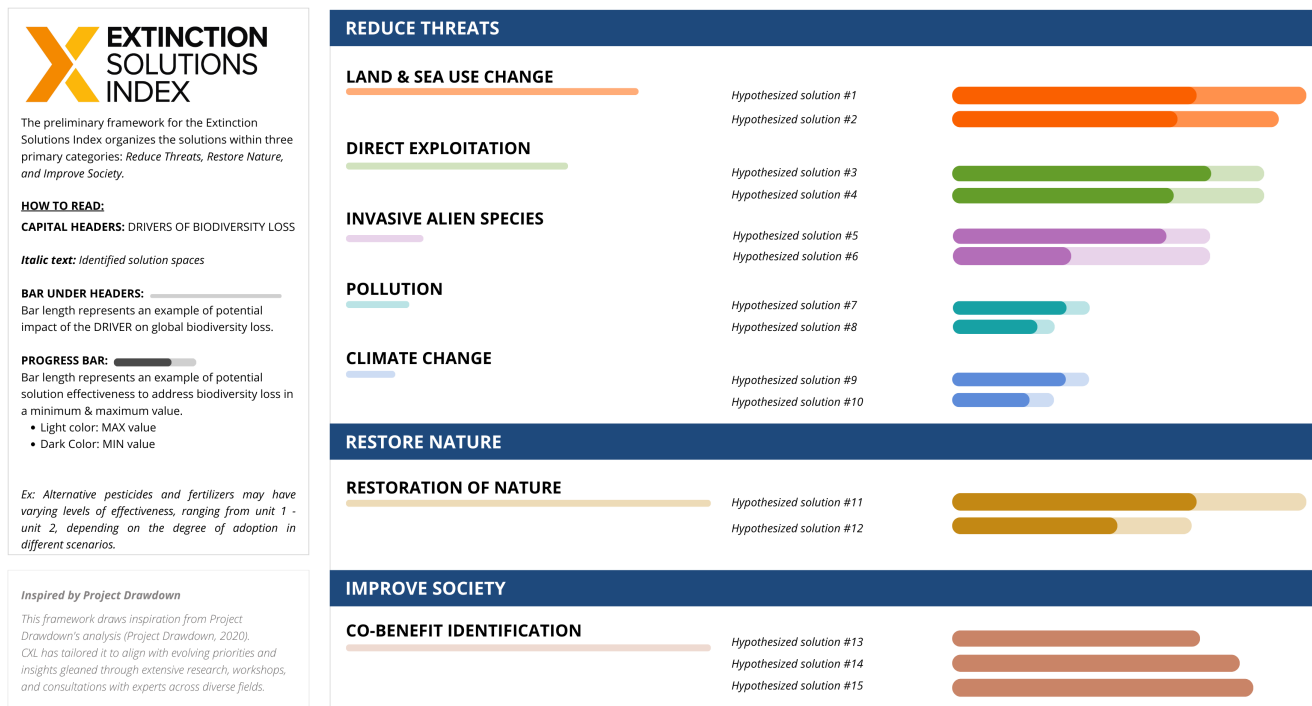 EXTINCTION
SOLUTIONS
INDEX
The preliminary framework for the Extinction
Solutions Index organizes the solutions within three
primary categories: Reduce Threats, Restore Nature,
and Improve Society.
HOW TO READ:
CAPITAL HEADERS: DRIVERS OF BIODIVERSITY LOSS
Italic text: Identified solution spaces
BAR UNDER HEADERS:
Bar length represents an example of potential
impact of the DRIVER on global biodiversity loss.
PROGRESS BAR:
Bar length represents an example of potential
solution effectiveness to address biodiversity loss in
a minimum & maximum value.
• Light color: MAX value
• Dark Color: MIN value
Ex: Alternative pesticides and fertilizers may have
varying levels of effectiveness, ranging from unit 1 -
unit 2, depending on the degree of adoption in
different scenarios.
Inspired by Project Drawdown
This framework draws inspiration from Project
Drawdown's analysis (Project Drawdown, 2020).
CXL has tailored it to align with evolving priorities and
insights gleaned through extensive research, workshops,
and consultations with experts across diverse fields.
REDUCE THREATS
LAND & SEA USE CHANGE
Hypothesized solution #1
Hypothesized solution #2
DIRECT EXPLOITATION
Hypothesized solution #3
Hypothesized solution #4
INVASIVE ALIEN SPECIES
Hypothesized solution #5
Hypothesized solution #6
POLLUTION
Hypothesized solution #7
Hypothesized solution #8
CLIMATE CHANGE
Hypothesized solution #9
Hypothesized solution #10
RESTORE NATURE
RESTORATION OF NATURE
Hypothesized solution #11
Hypothesized solution #12
IMPROVE SOCIETY
CO-BENEFIT IDENTIFICATION
Hypothesized solution #13
Hypothesized solution #14
Hypothesized solution #15